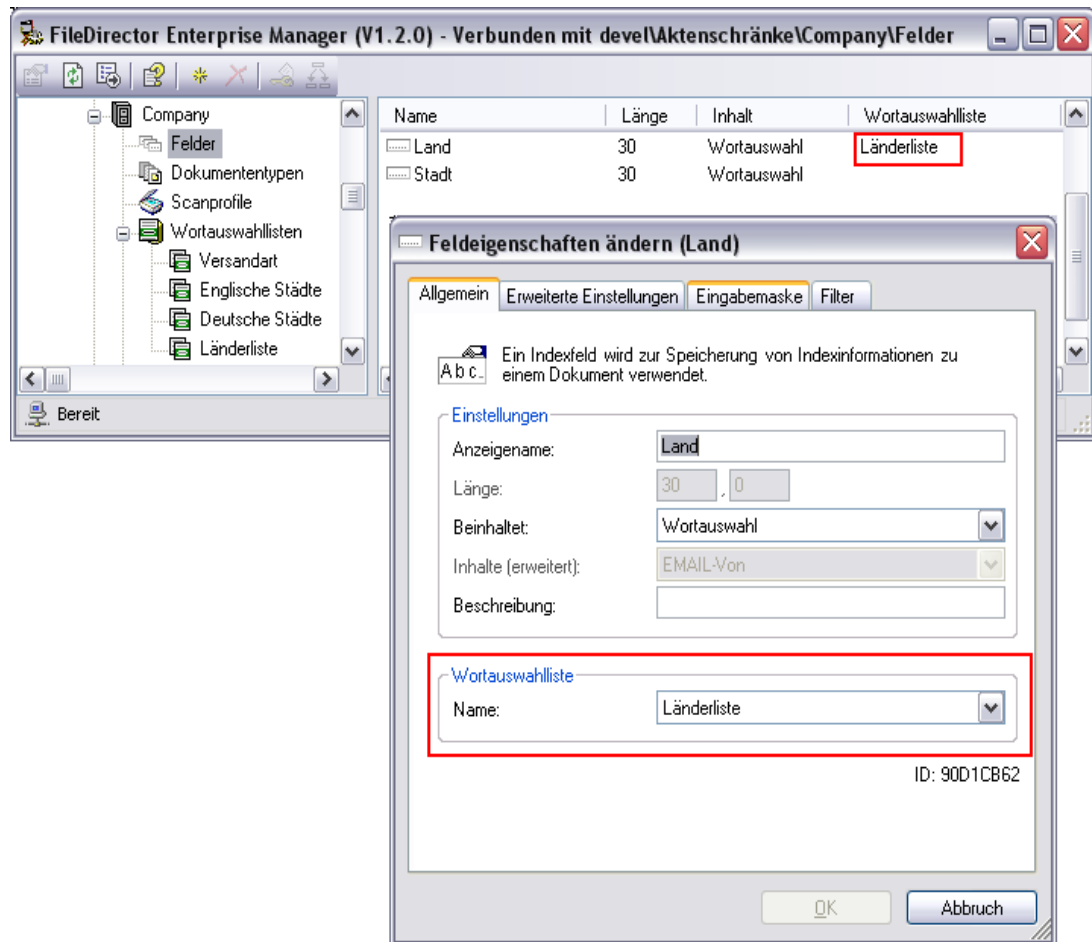 FileDirector Enterprise Manager (V1.2.0) - Verbunden mit devel\Aktenschränke\Company\Felder
Company
Felder
Dokumententypen
Scanprofile
Wortauswahllisten
Versandart
Englische Städte
Deutsche Städte
Länderliste
Bereit
Name Länge Inhalt Wortauswahlliste
Land 30 Wortauswahl Länderliste
Stadt 30 Wortauswahl
Feldeigenschaften ändern (Land)
Allgemein Erweiterte Einstellungen Eingabemaske Filter
Abc_
Ein Indexfeld wird zur Speicherung von Indexinformationen zu
einem Dokument verwendet.
Einstellungen
Anzeigename: Land
Länge: 30 , 0
Beinhaltet: Wortauswahl
Inhalte (erweitert): EMAIL-Von
Beschreibung:
Wortauswahlliste
Name: Länderliste
ID: 90D1CB62
OK Abbruch